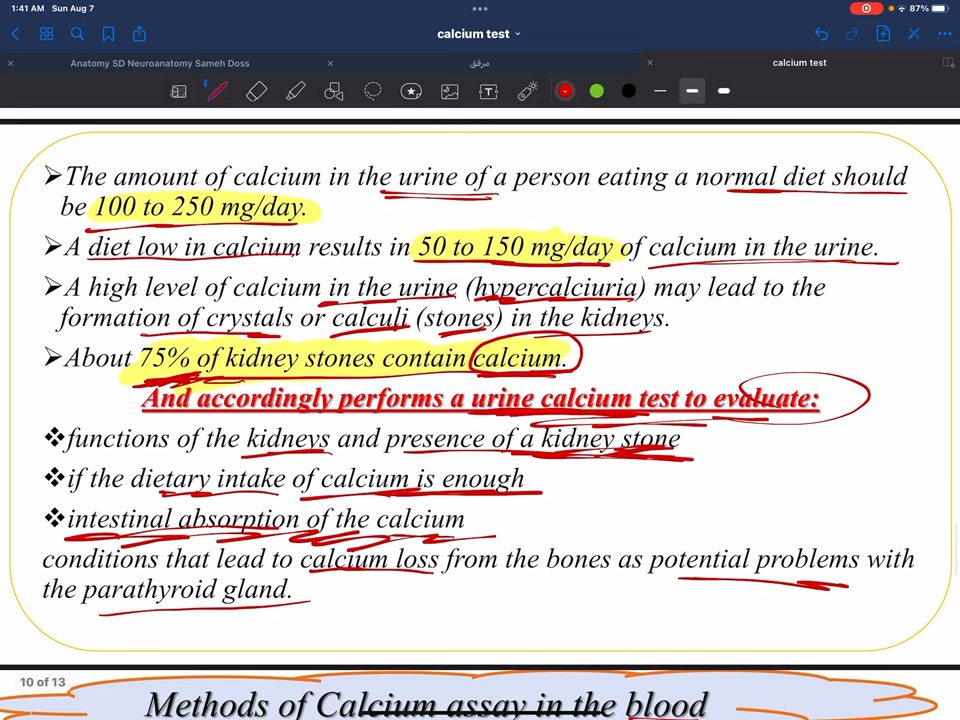 1:41 AM Sun Aug 7
87%
calcium test
Anatomy SD Neuroanatomy Sameh Doss
مرفق
calcium test
➢The amount of calcium in the urine of a person eating a normal diet should
be 100 to 250 mg/day.
➢A diet low in calcium results in 50 to 150 mg/day of calcium in the urine.
➢A high level of calcium in the urine (hypercalciuria) may lead to the
formation of crystals or calculi (stones) in the kidneys.
➢About 75% of kidney stones contain calcium.
And accordingly performs a urine calcium test to evaluate:
❖functions of the kidneys and presence of a kidney stone
❖if the dietary intake of calcium is enough
❖intestinal absorption of the calcium
conditions that lead to calcium loss from the bones as potential problems with
the parathyroid gland.
10 of 13
Methods of Calcium assay in the blood